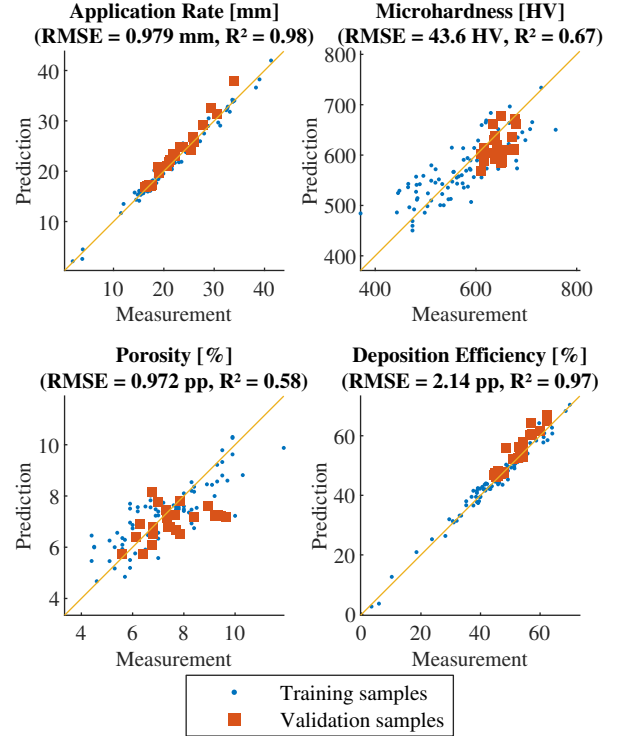 Application Rate [mm]
(RMSE = 0.979 mm, R² = 0.98)
40
30
20
10
10
20
30
40
Prediction
Measurement
Microhardness [HV]
(RMSE = 43.6 HV, R² = 0.67)
800
700
600
500
400
400
600
800
Prediction
Measurement
Porosity [%]
(RMSE = 0.972 pp, R² = 0.58)
10
8
6
4
4
6
8
10
Prediction
Measurement
Deposition Efficiency [%]
(RMSE = 2.14 pp, R² = 0.97)
60
40
20
0
0
20
40
60
Prediction
Measurement
Training samples
Validation samples